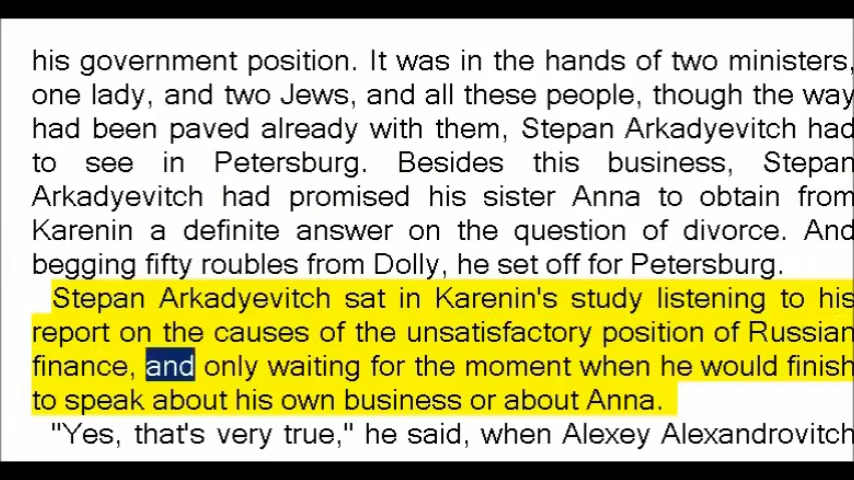 his government position. It was in the hands of two ministers,
one lady, and two Jews, and all these people, though the way
had been paved already with them, Stepan Arkadyevitch had
to see in Petersburg. Besides this business, Stepan
Arkadyevitch had promised his sister Anna to obtain from
Karenin a definite answer on the question of divorce. And
begging fifty roubles from Dolly, he set off for Petersburg.
Stepan Arkadyevitch sat in Karenin's study listening to his
report on the causes of the unsatisfactory position of Russian
finance, and only waiting for the moment when he would finish
to speak about his own business or about Anna.
"Yes, that's very true," he said, when Alexey Alexandrovitch